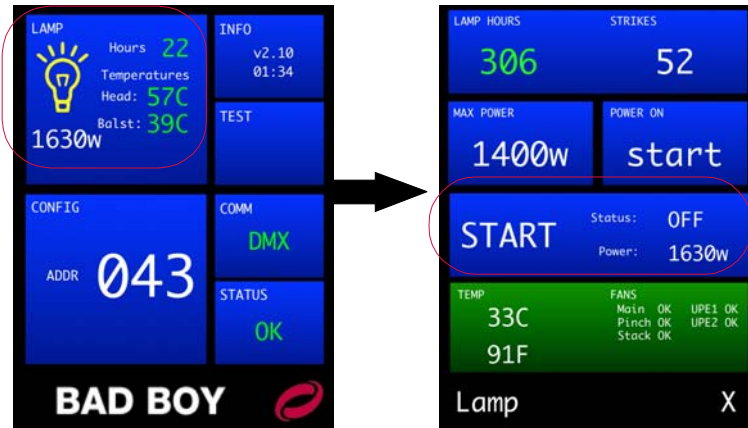 LAMP
Hours 22
Temperatures
Head: 57C
Balst: 39C
1630w
INFO
v2.10
01:34
TEST
CONFIG
ADDR 043
COMM
DMX
STATUS
OK
BAD BOY
LAMP HOURS
306
STRIKES
52
MAX POWER
1400w
POWER ON
start
START
Status: OFF
Power: 1630w
TEMP
33C
91F
FANS
Main OK UPE1 OK
Pinch OK UPE2 OK
Stack OK
Lamp X